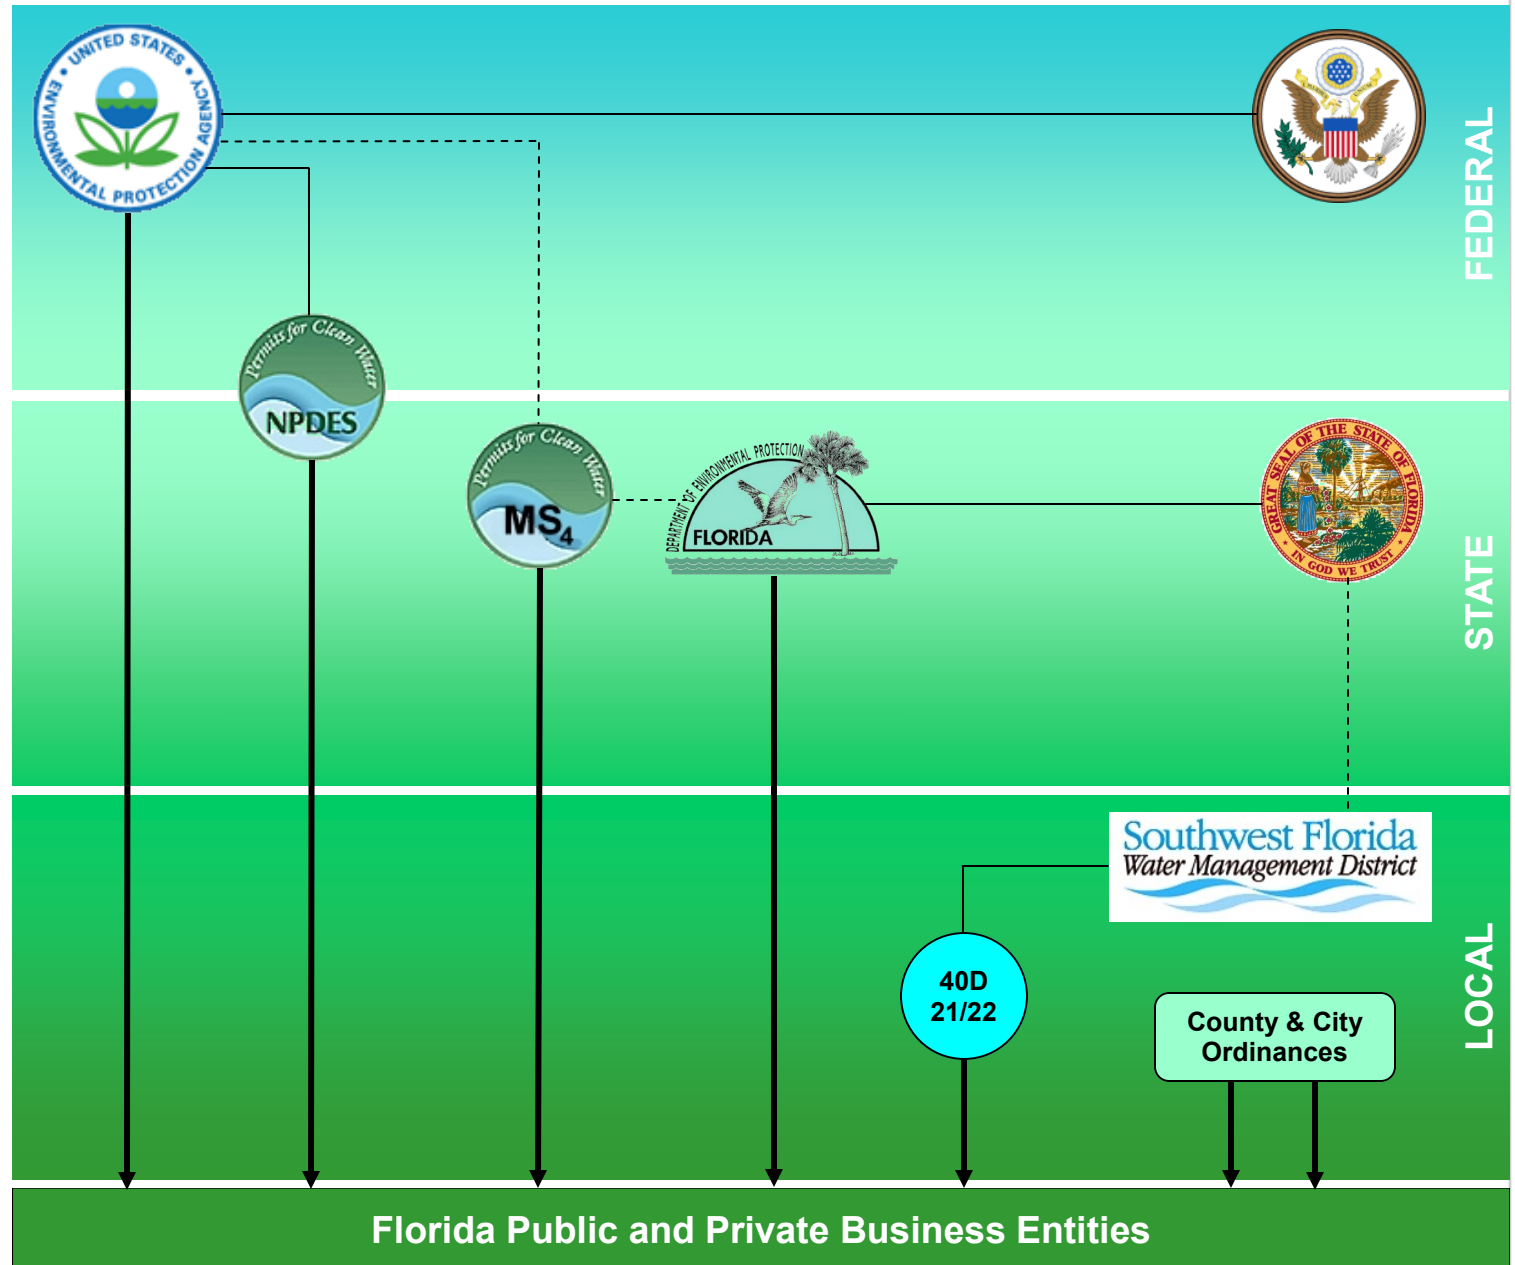 UNITED STATES
ENVIRONMENTAL PROTECTION AGENCY
FEDERAL
Permits for Clean Water
NPDES
Permits for Clean Water
MS4
DEPARTMENT OF ENVIRONMENTAL PROTECTION
FLORIDA
GREAT SEAL OF THE STATE OF FLORIDA
IN GOD WE TRUST
STATE
Southwest Florida
Water Management District
40D
21/22
County & City
Ordinances
LOCAL
Florida Public and Private Business Entities